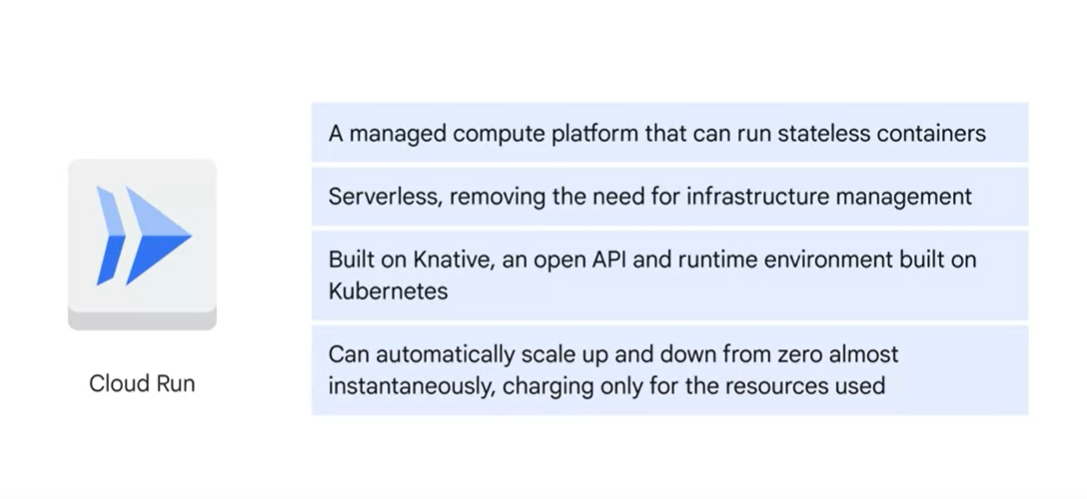 A managed compute platform that can run stateless containers
Serverless, removing the need for infrastructure management
Built on Knative, an open API and runtime environment built on
Kubernetes
Can automatically scale up and down from zero almost
instantaneously, charging only for the resources used
Cloud Run